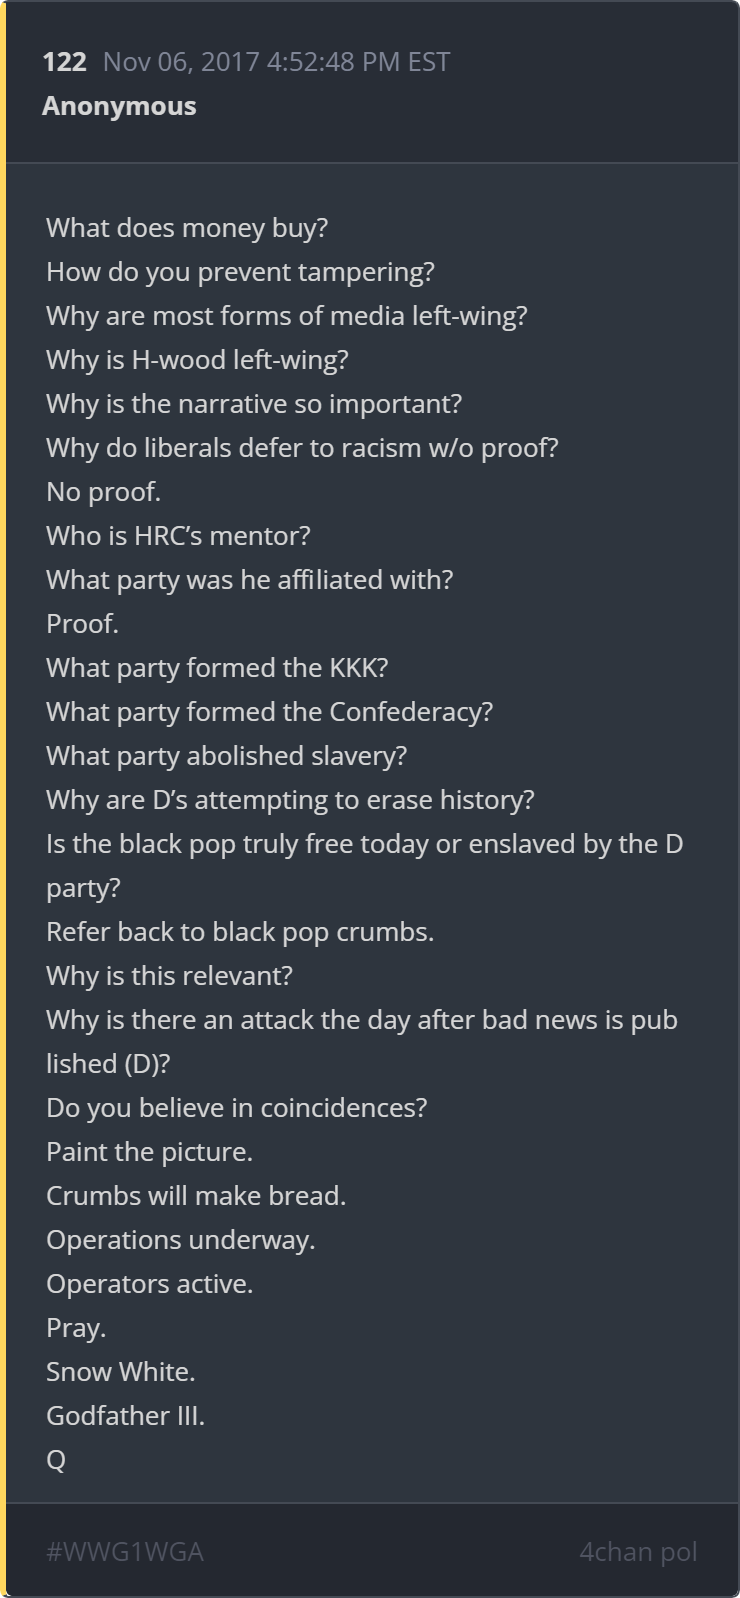 122 Nov 06, 2017 4:52:48 PM EST
Anonymous
What does money buy?
How do you prevent tampering?
Why are most forms of media left-wing?
Why is H-wood left-wing?
Why is the narrative so important?
Why do liberals defer to racism w/o proof?
No proof.
Who is HRC’s mentor?
What party was he affiliated with?
Proof.
What party formed the KKK?
What party formed the Confederacy?
What party abolished slavery?
Why are D’s attempting to erase history?
Is the black pop truly free today or enslaved by the D
party?
Refer back to black pop crumbs.
Why is this relevant?
Why is there an attack the day after bad news is pub
lished (D)?
Do you believe in coincidences?
Paint the picture.
Crumbs will make bread.
Operations underway.
Operators active.
Pray.
Snow White.
Godfather III.
Q
#WWG1WGA 4chan pol